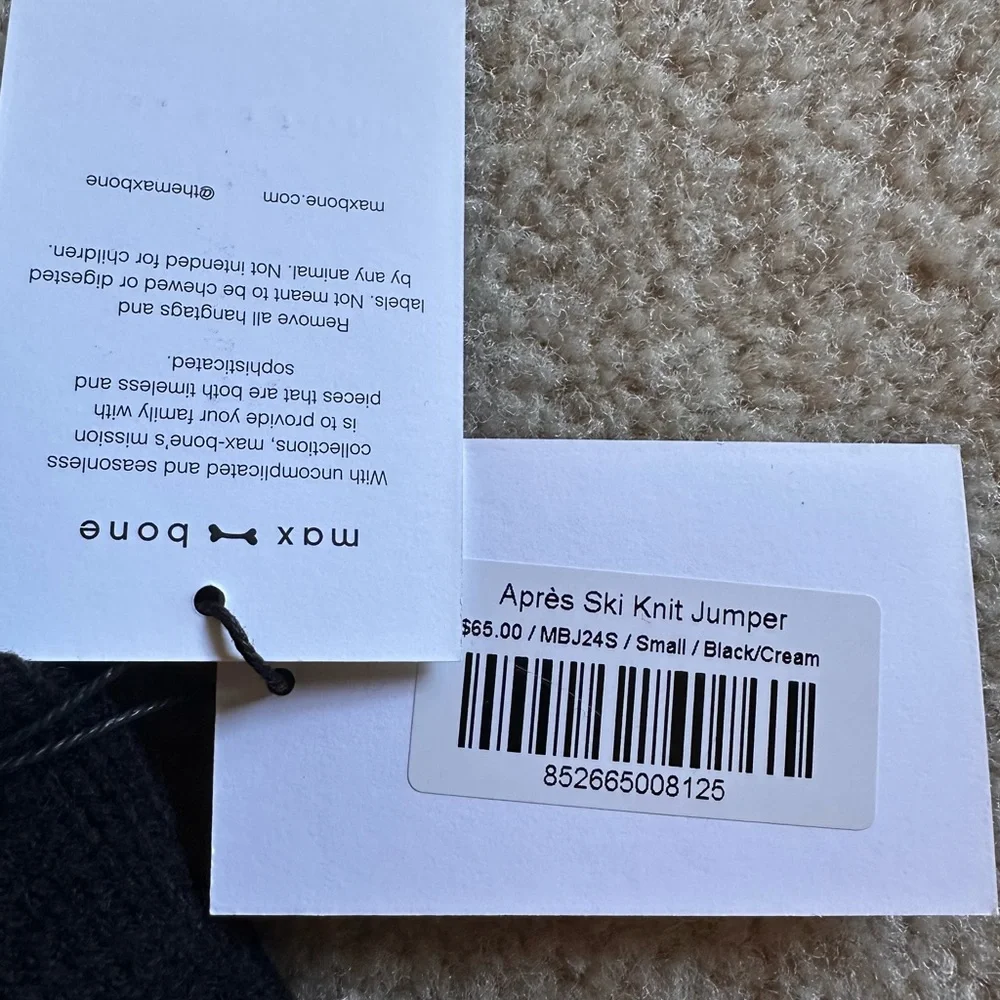 max bone
With uncomplicated and seasonless
collections, max-bone's mission
is to provide your family with
pieces that are both timeless and
sophisticated.
Remove all hangtags and
labels. Not meant to be chewed or digested
by any animal. Not intended for children.
maxbone.com @themaxbone
Après Ski Knit Jumper
$65.00 / MBJ24S / Small / Black/Cream
852665008125